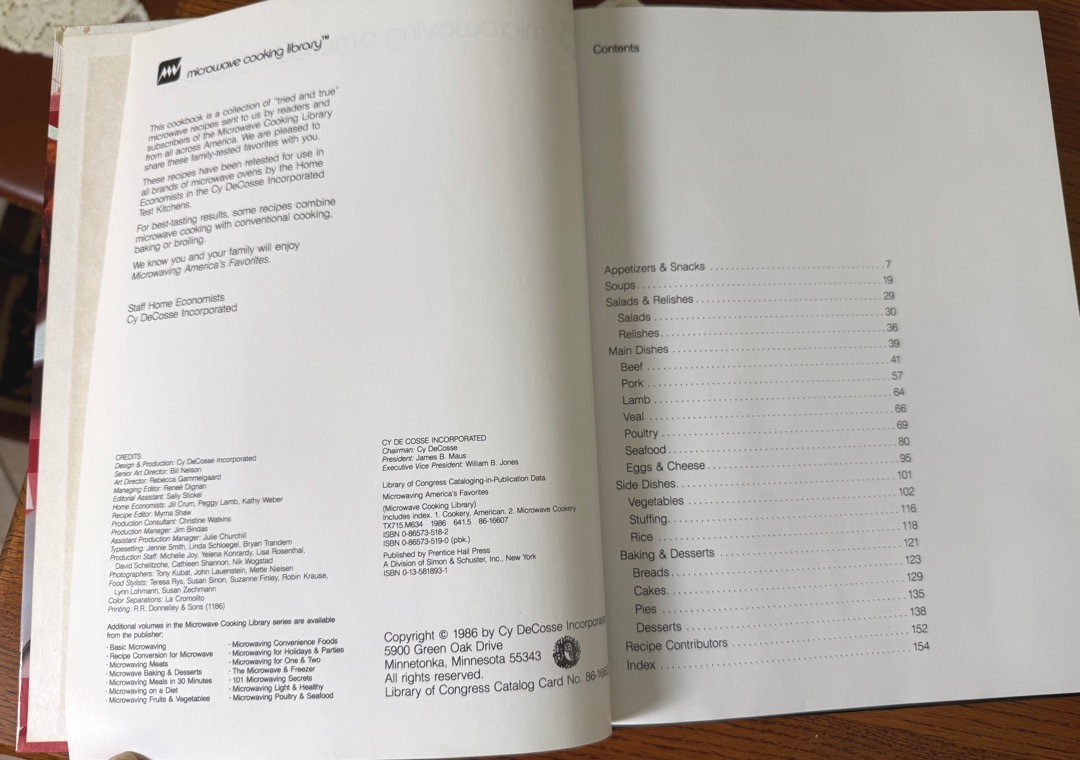 microwave cooking library™
This cookbook is a collection of "tried and true"
microwave recipes sent to us by readers and
subscribers of the Microwave Cooking Library
from all across America. We are pleased to
share these family-tested favorites with you.
These recipes have been retested for use in
all brands of microwave ovens by the Home
Economists in the Cy DeCosse Incorporated
Test Kitchens.
For best-tasting results, some recipes combine
microwave cooking with conventional cooking,
baking or broiling.
We know you and your family will enjoy
Microwaving America's Favorites.
Staff Home Economists
Cy DeCosse Incorporated
CREDITS:
Design & Production: Cy DeCosse Incorporated
Senior Art Director: Bill Nelson
Art Director: Rebecca Gammelgaard
Managing Editor: Reneé Dignan
Editorial Assistant: Sally Stickel
Home Economists: Jill Crum, Peggy Lamb, Kathy Weber
Recipe Editor: Myrna Shaw
Production Consultant: Christine Watkins
Production Manager: Jim Bindas
Assistant Production Manager: Julie Churchill
Typesetting: Jennie Smith, Linda Schloegel, Bryan Trandem
Production Staff: Michelle Joy, Yelena Konrardy, Lisa Rosenthal,
David Schelitzche, Cathleen Shannon, Nik Wogstad
Photographers: Tony Kubat, John Lauenstein, Mette Nielsen
Food Stylists: Teresa Rys, Susan Sinon, Suzanne Finley, Robin Krause,
Lynn Lohmann, Susan Zechmann
Color Separations: La Cromolito
Printing: R.R. Donnelley & Sons (1186)
Additional volumes in the Microwave Cooking Library series are available
from the publisher:
· Basic Microwaving
· Recipe Conversion for Microwave
· Microwaving Meats
· Microwave Baking & Desserts
· Microwaving Meals in 30 Minutes
· Microwaving on a Diet
· Microwaving Fruits & Vegetables
· Microwaving Convenience Foods
· Microwaving for Holidays & Parties
· Microwaving for One & Two
· The Microwave & Freezer
· 101 Microwaving Secrets
· Microwaving Light & Healthy
· Microwaving Poultry & Seafood
CY DE COSSE INCORPORATED
Chairman: Cy DeCosse
President: James B. Maus
Executive Vice President: William B. Jones
Library of Congress Cataloging-in-Publication Data.
Microwaving America's Favorites
(Microwave Cooking Library)
Includes index. 1. Cookery, American. 2. Microwave Cookery.
TX715.M634 1986 641.5 86-16607
ISBN 0-86573-518-2
ISBN 0-86573-519-0 (pbk.)
Published by Prentice Hall Press
A Division of Simon & Schuster, Inc., New York
ISBN 0-13-581893-1
Copyright © 1986 by Cy DeCosse Incorporated
5900 Green Oak Drive
Minnetonka, Minnesota 55343
All rights reserved.
Library of Congress Catalog Card No. 86-1660
Contents
Appetizers & Snacks 7
Soups 19
Salads & Relishes 29
Salads 30
Relishes 36
Main Dishes 39
Beef 41
Pork 57
Lamb 64
Veal 66
Poultry 69
Seafood 80
Eggs & Cheese 95
Side Dishes 101
Vegetables 102
Stuffing 116
Rice 118
Baking & Desserts 121
Breads 123
Cakes 129
Pies 135
Desserts 138
Recipe Contributors 152
Index 154